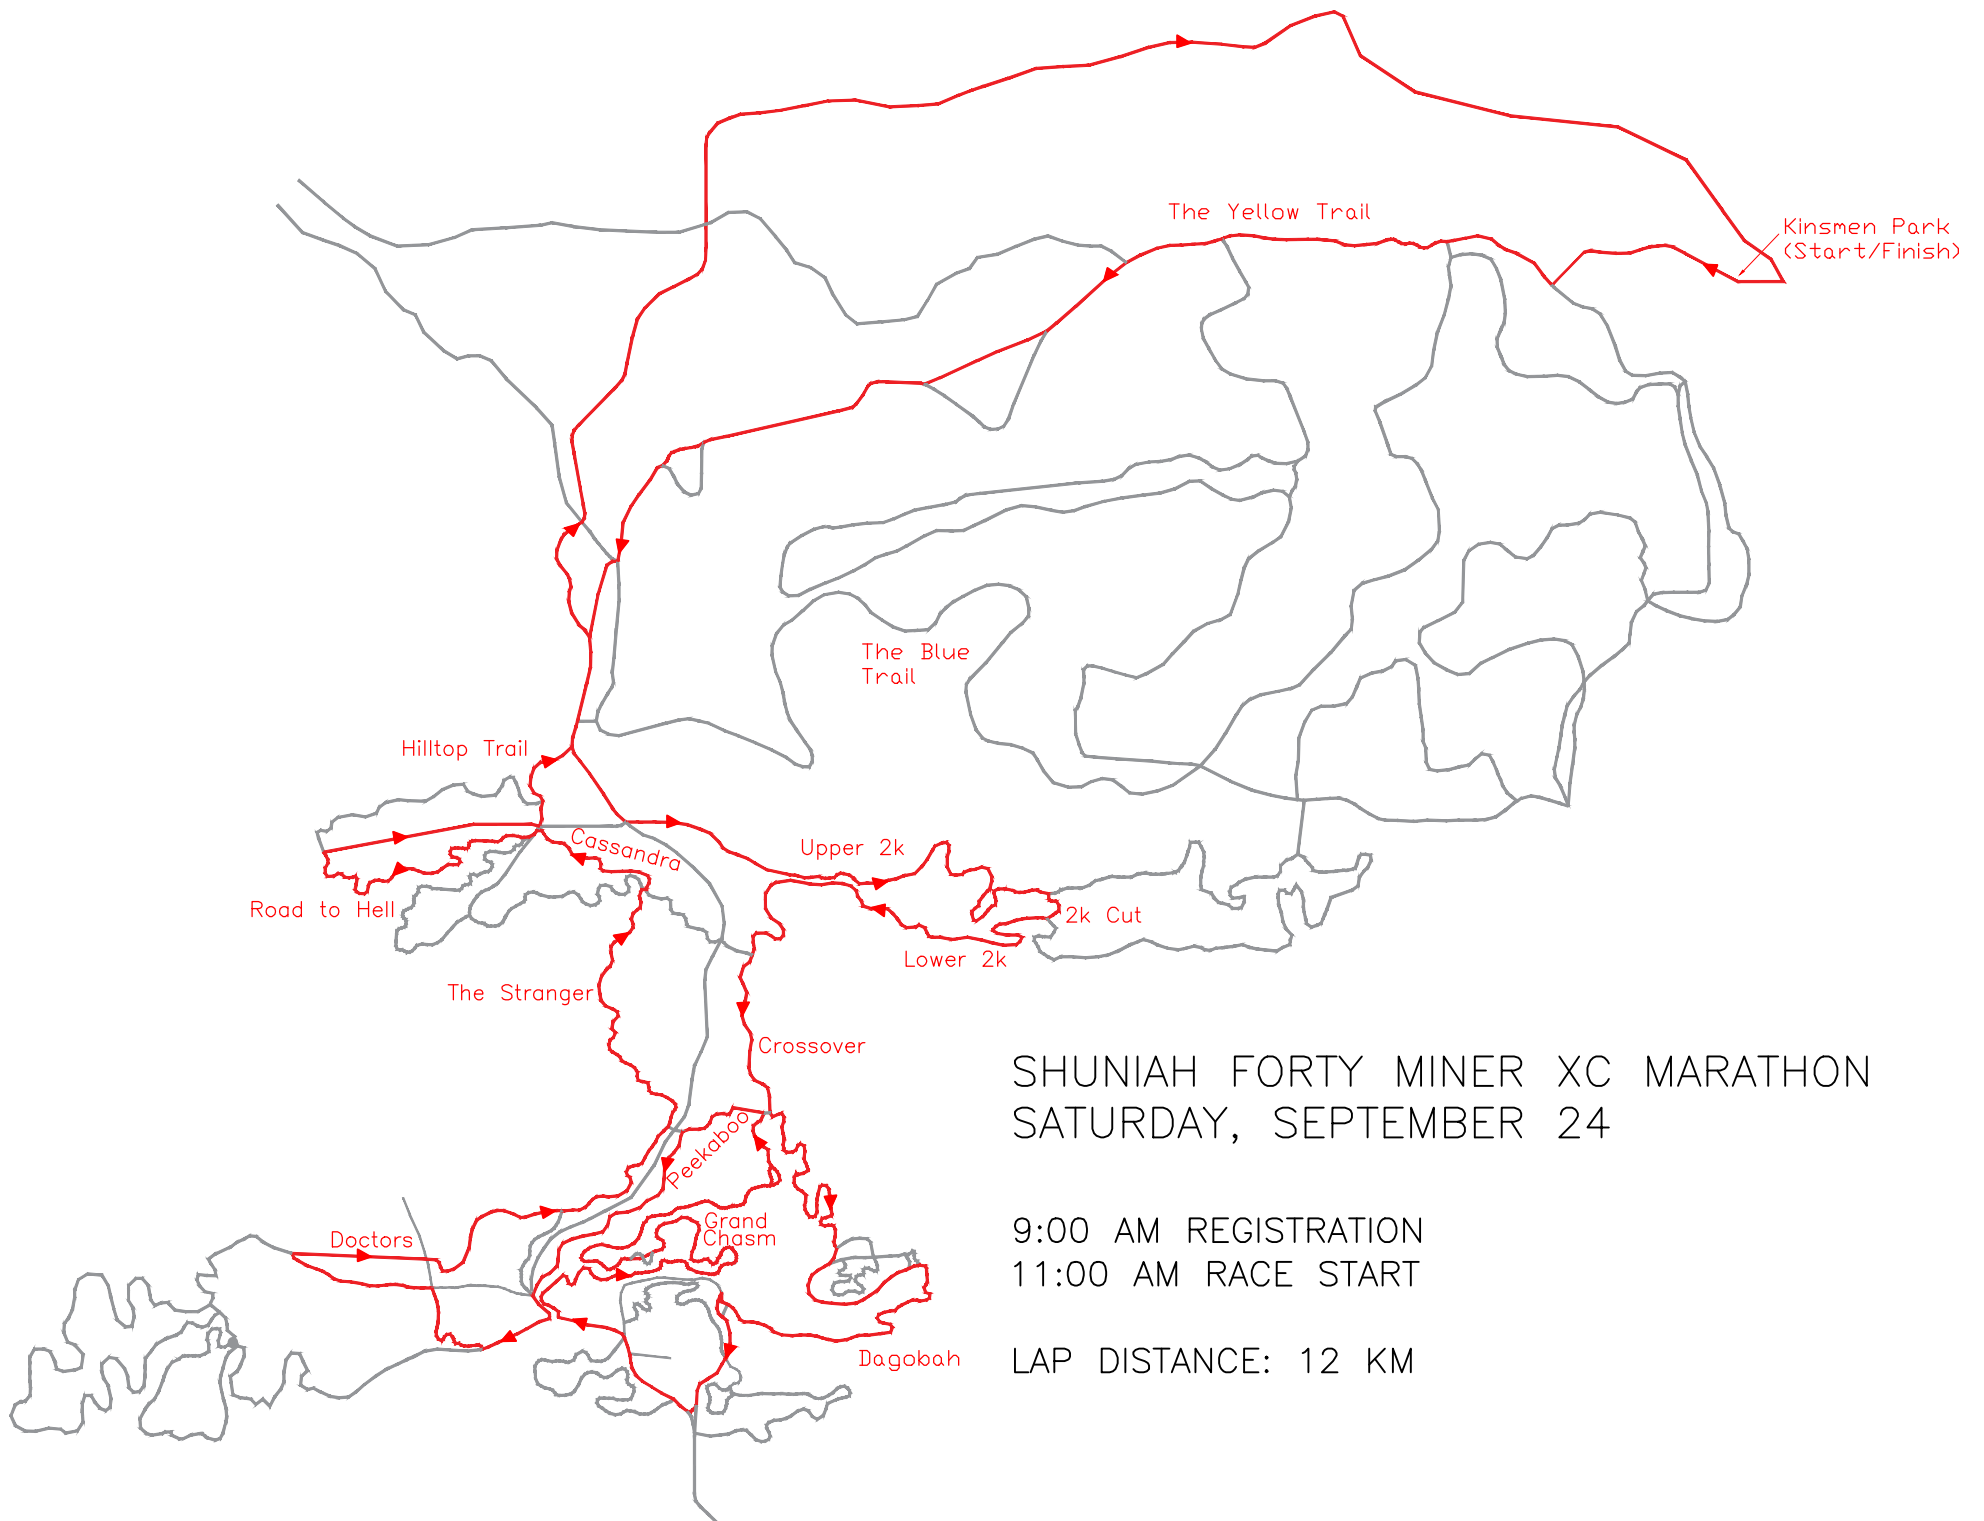 The Yellow Trail
Kinsmen Park
(Start/Finish)
The Blue
Trail
Hilltop Trail
Cassandra
Upper 2k
Road to Hell
2k Cut
Lower 2k
The Stranger
Crossover
SHUNIAH FORTY MINER XC MARATHON
SATURDAY, SEPTEMBER 24
Peekaboo
Grand
Chasm
Doctors
9:00 AM REGISTRATION
11:00 AM RACE START
Dagobah
LAP DISTANCE: 12 KM